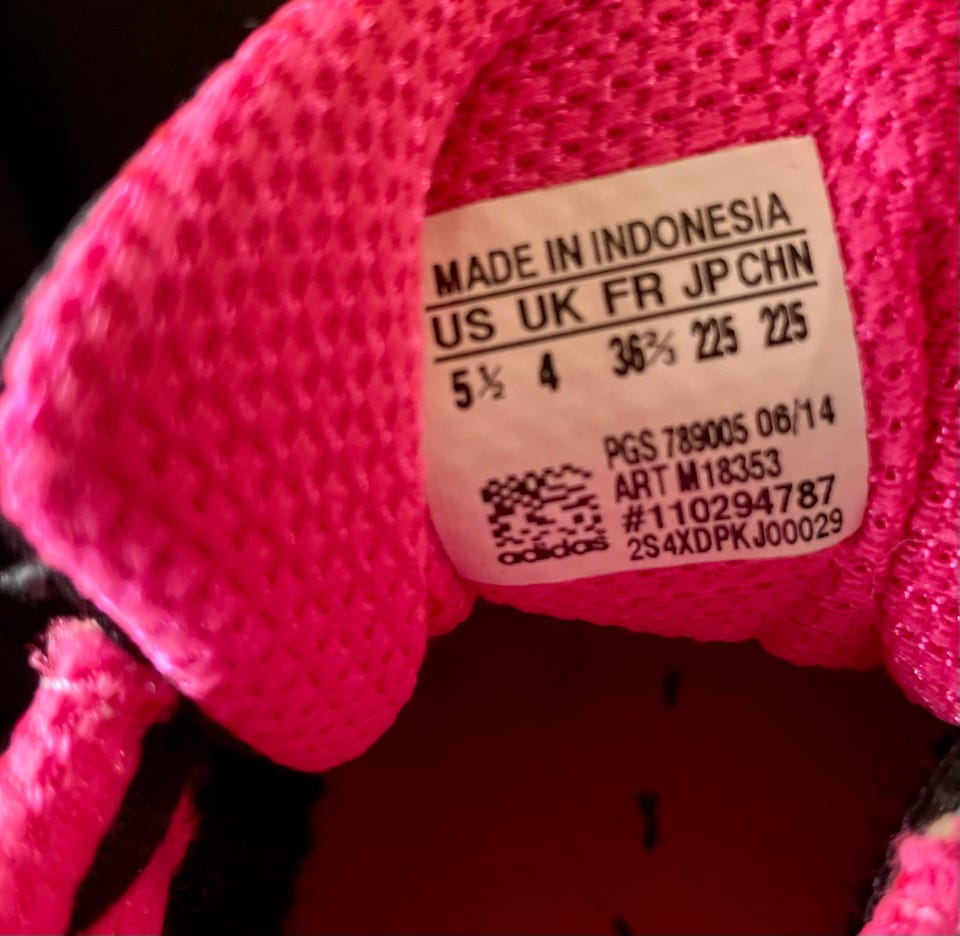 MADE IN INDONESIA
US UK FR JP CHN
5½ 4 36⅔ 225 225
PGS 789005 06/14
ART M18353
#110294787
2S4XDPKJ00029
adidas